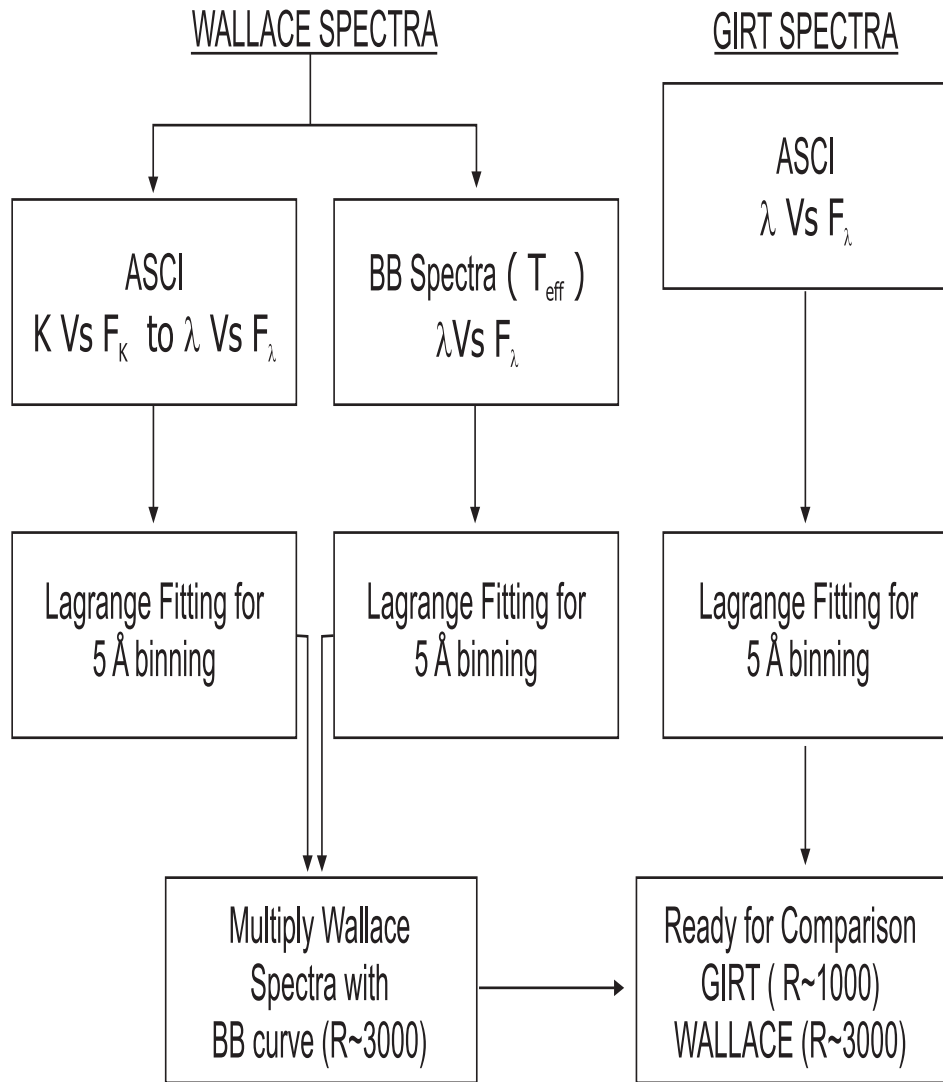 WALLACE SPECTRA
GIRT SPECTRA
ASCI
K Vs F_K to λ Vs F_λ
BB Spectra ( T_eff )
λVs F_λ
ASCI
λ Vs F_λ
Lagrange Fitting for
5 Å binning
Lagrange Fitting for
5 Å binning
Lagrange Fitting for
5 Å binning
Multiply Wallace
Spectra with
BB curve (R~3000)
Ready for Comparison
GIRT ( R~1000)
WALLACE (R~3000)